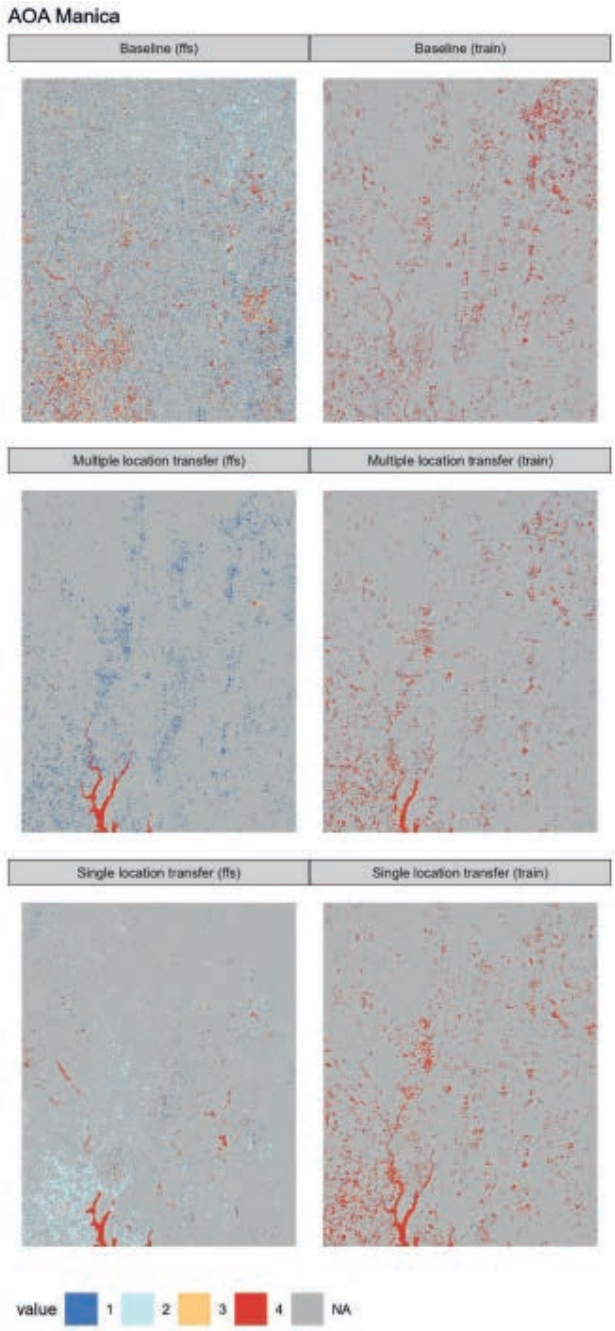 AOA Manica
Baseline (ffs) Baseline (train)
Multiple location transfer (ffs) Multiple location transfer (train)
Single location transfer (ffs) Single location transfer (train)
value 1 2 3 4 NA